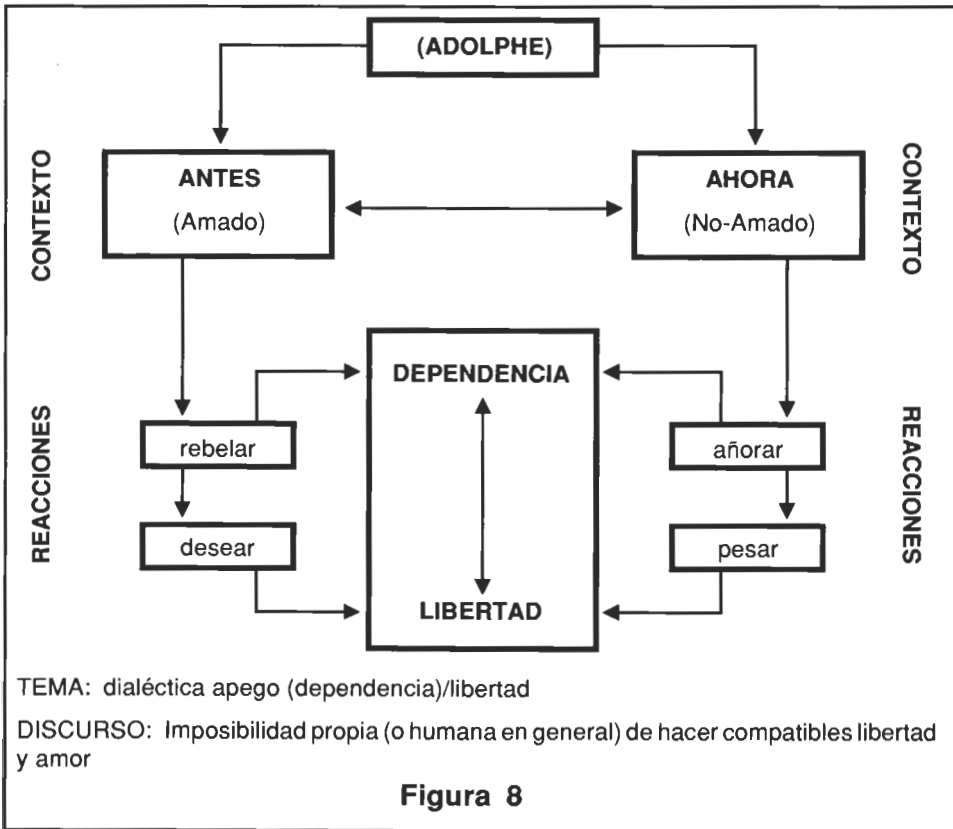 (ADOLPHE)
CONTEXTO
ANTES
(Amado)
AHORA
(No-Amado)
CONTEXTO
REACCIONES
rebelar
desear
DEPENDENCIA
LIBERTAD
añorar
pesar
REACCIONES
TEMA: dialéctica apego (dependencia)/libertad
DISCURSO: Imposibilidad propia (o humana en general) de hacer compatibles libertad
y amor
Figura 8